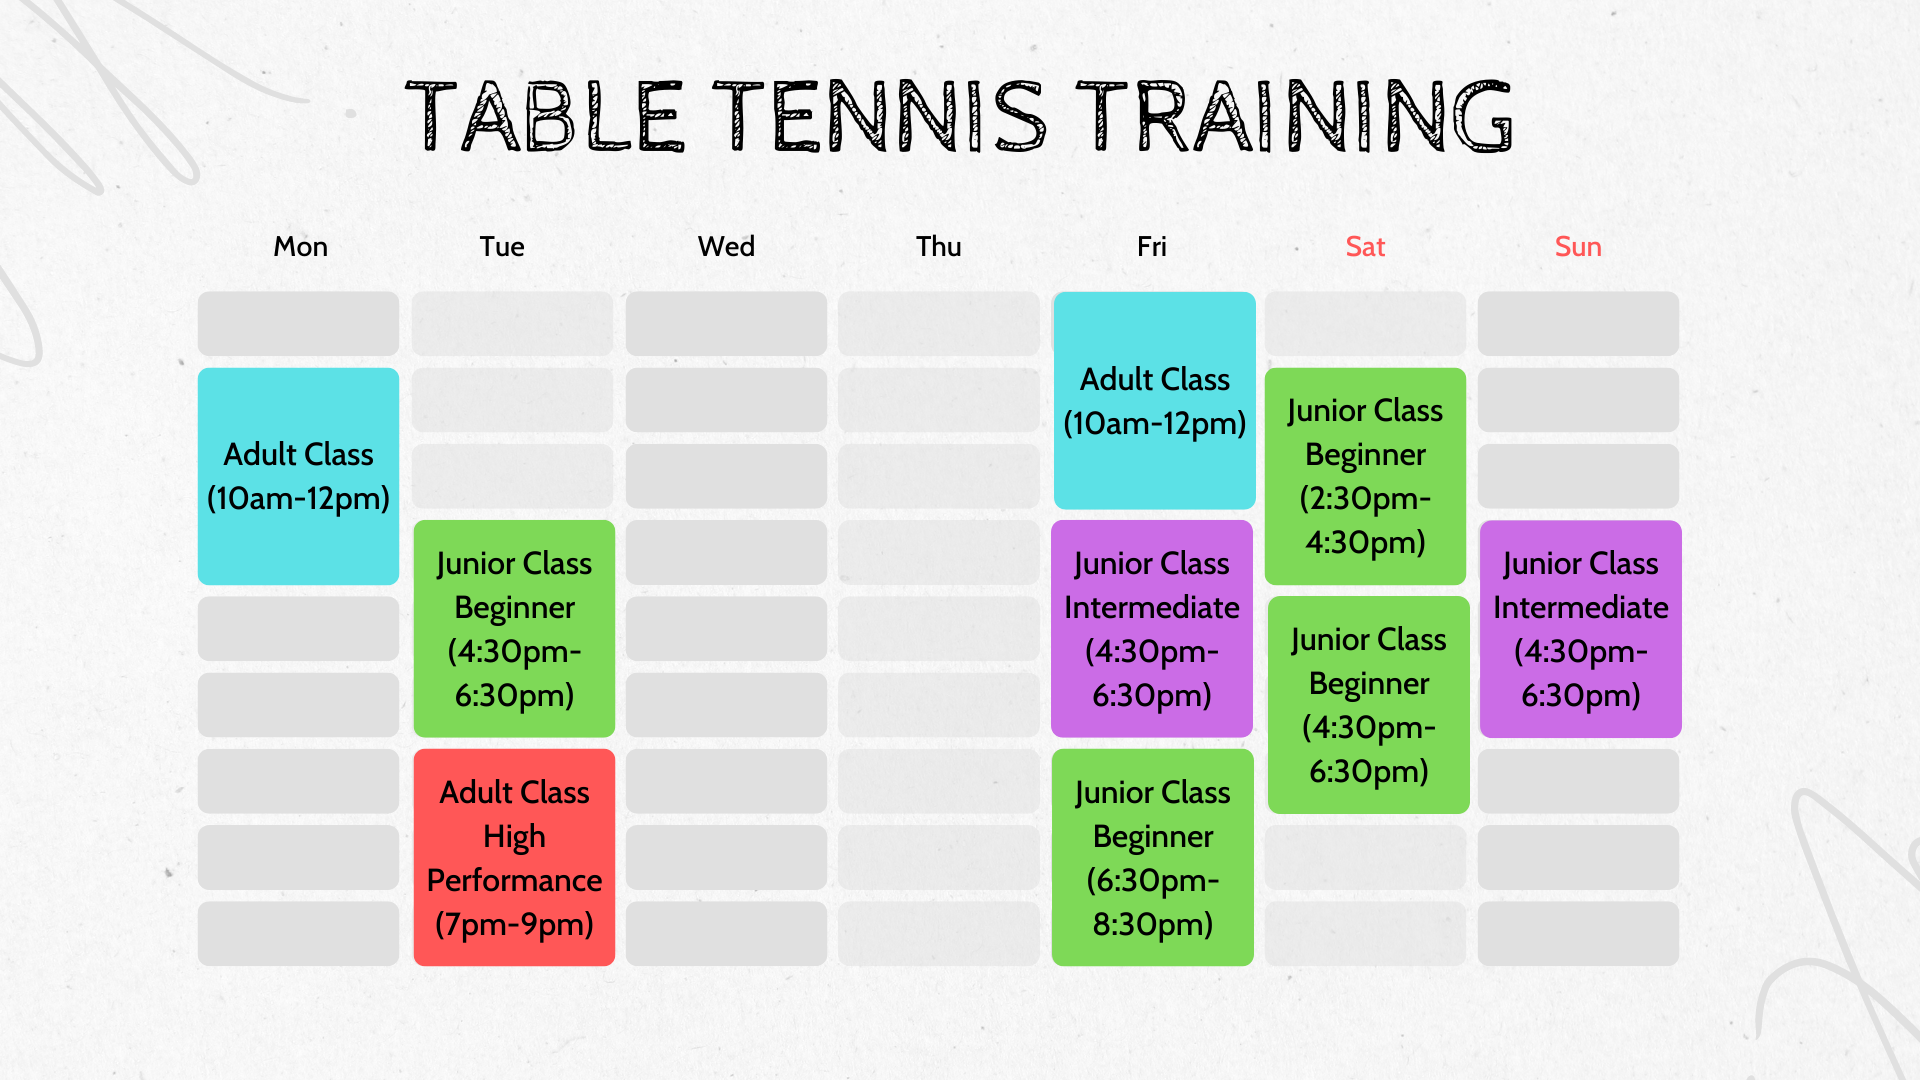 TABLE TENNIS TRAINING
Mon
Tue
Wed
Thu
Fri
Sat
Sun
Adult Class
(10am-12pm)
Junior Class
Beginner
(4:30pm-
6:30pm)
Adult Class
High
Performance
(7pm-9pm)
Adult Class
(10am-12pm)
Junior Class
Intermediate
(4:30pm-
6:30pm)
Junior Class
Beginner
(6:30pm-
8:30pm)
Junior Class
Beginner
(2:30pm-
4:30pm)
Junior Class
Beginner
(4:30pm-
6:30pm)
Junior Class
Intermediate
(4:30pm-
6:30pm)